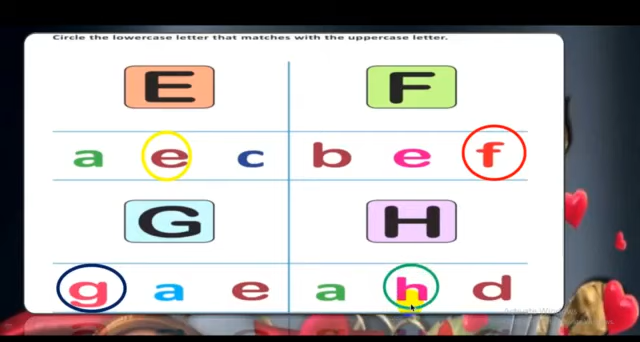 Circle the lowercase letter that matches with the uppercase letter.
E F
a e c b e f
G H
g a e a h d